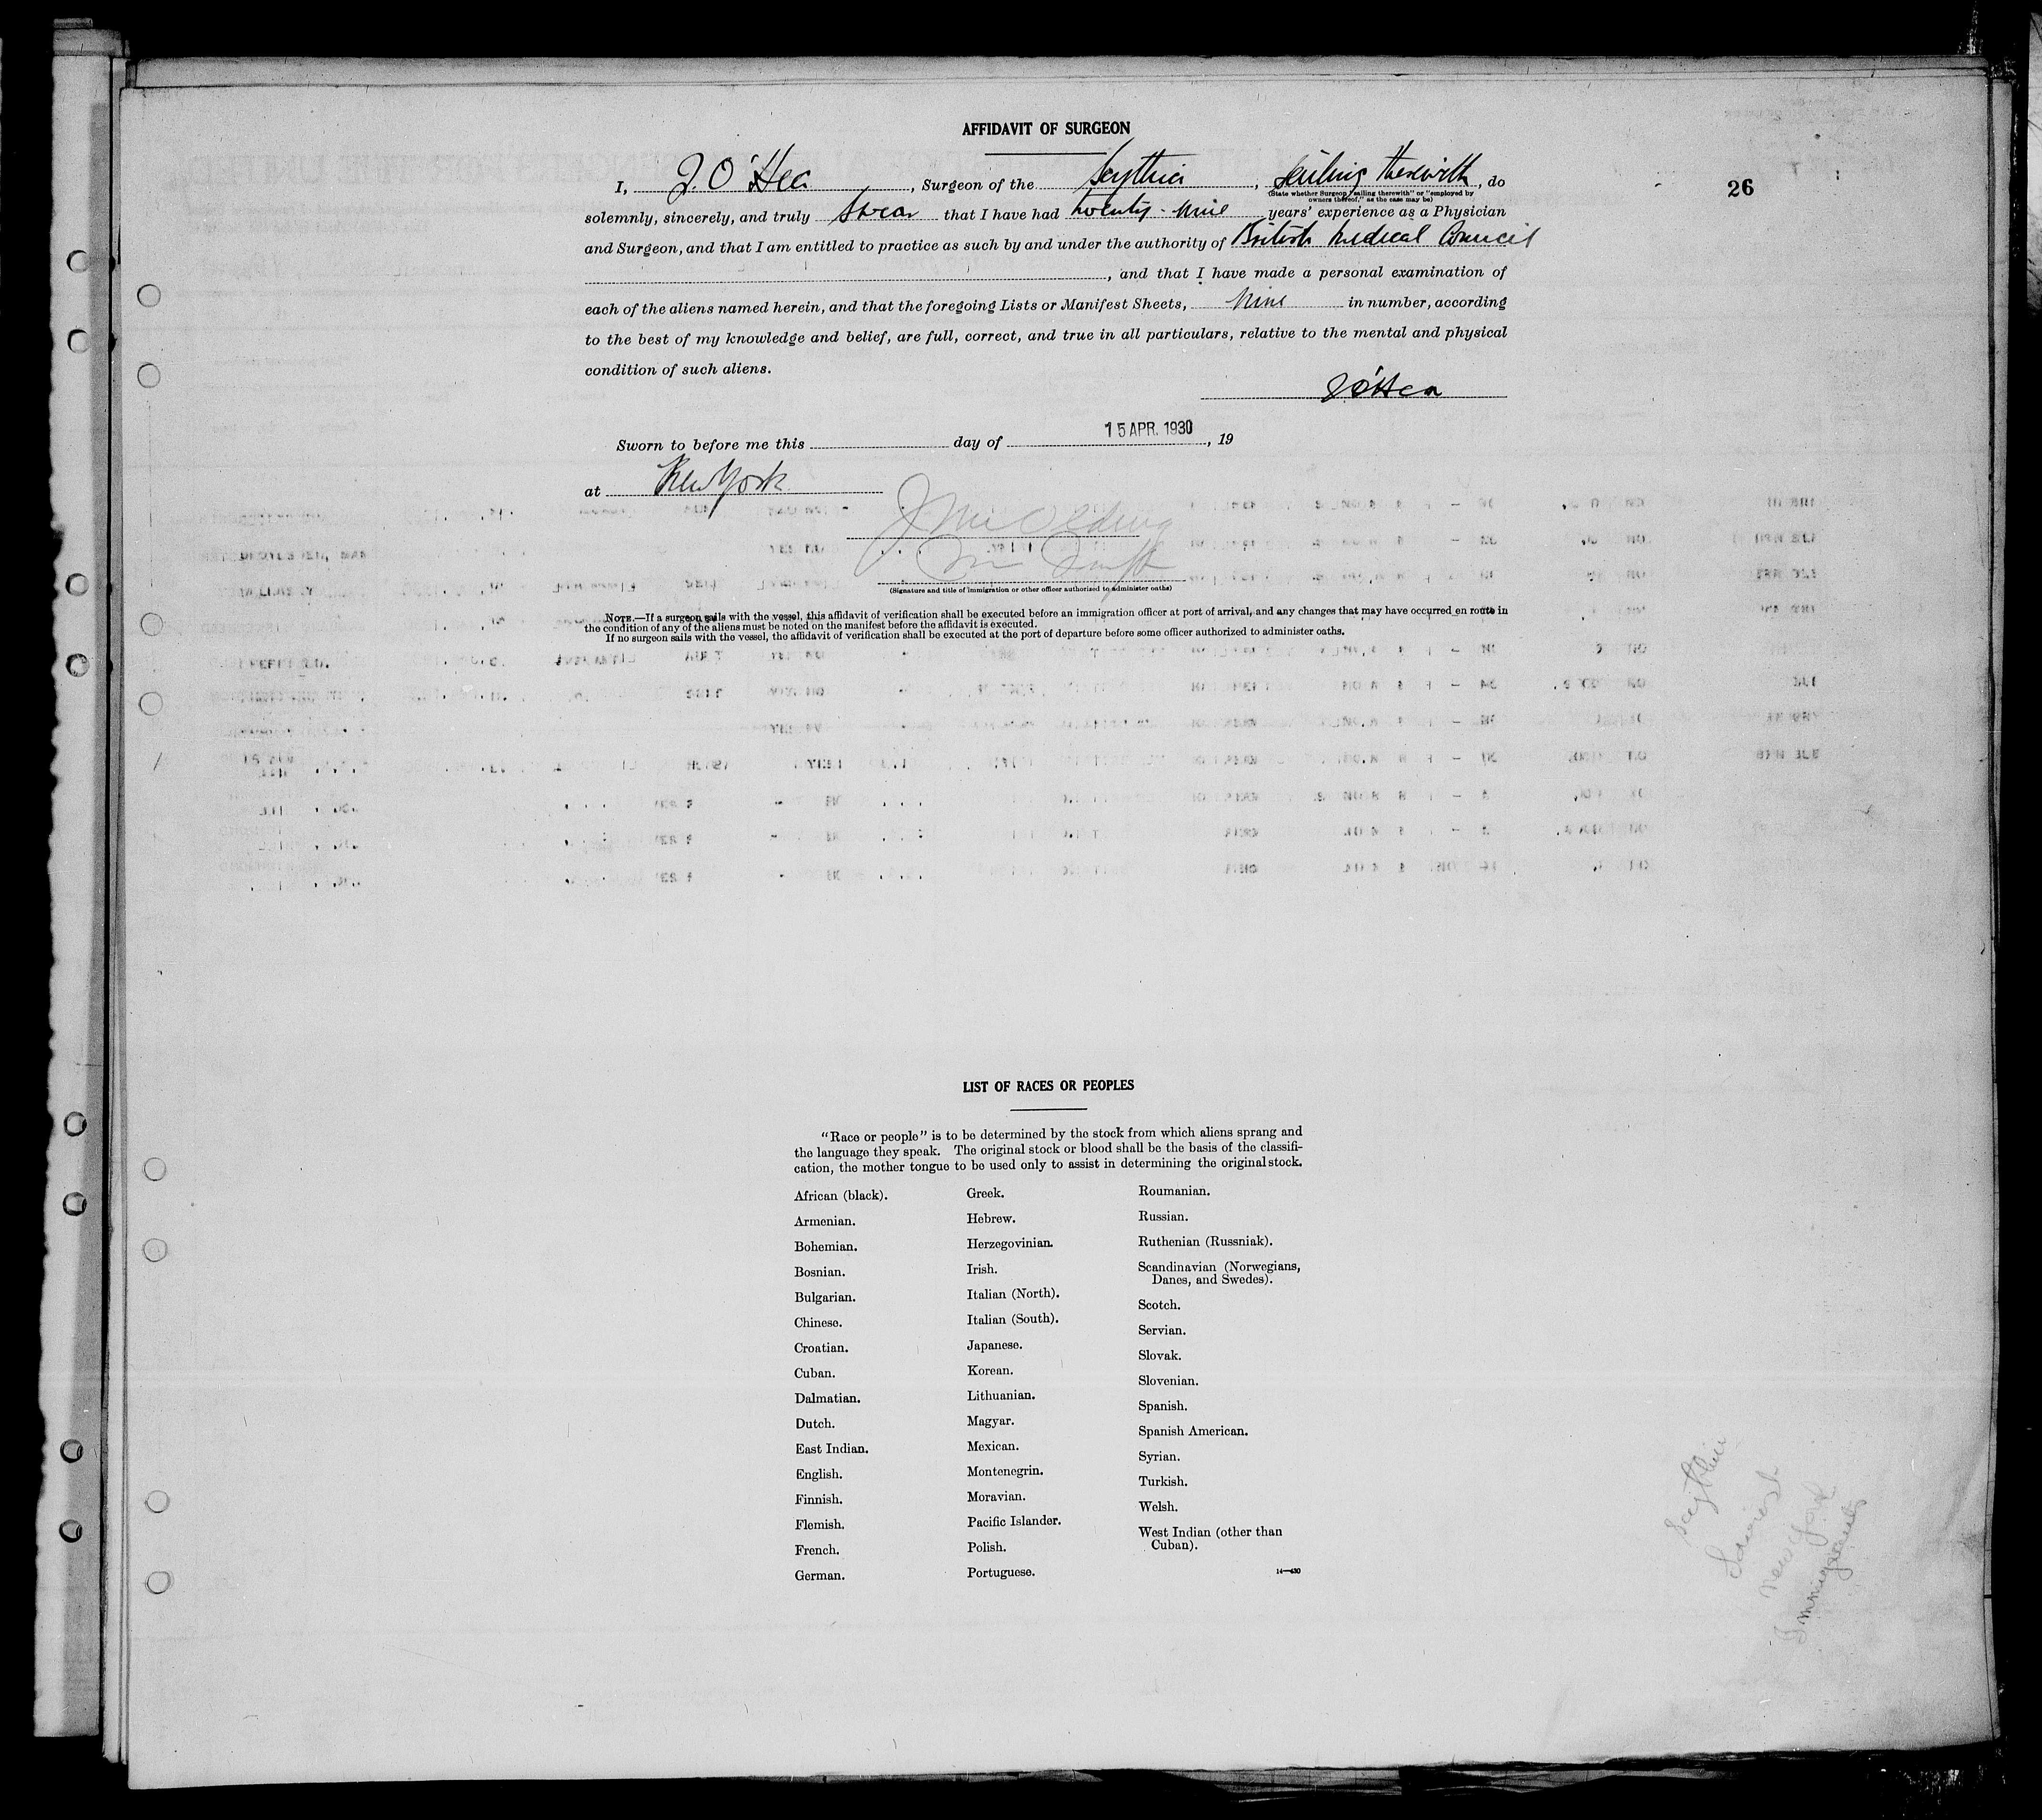 AFFIDAVIT OF SURGEON
I, J. O'Hea, Surgeon of the Scythia, Sailing therewith, do
(State whether Surgeon "sailing therewith" or "employed by
owners thereof," as the case may be)
26
solemnly, sincerely, and truly swear that I have had twenty-nine years' experience as a Physician
and Surgeon, and that I am entitled to practice as such by and under the authority of British Medical Council
, and that I have made a personal examination of
each of the aliens named herein, and that the foregoing Lists or Manifest Sheets, Nine in number, according
to the best of my knowledge and belief, are full, correct, and true in all particulars, relative to the mental and physical
condition of such aliens.
J O'Hea
Sworn to before me this day of 15 APR. 1930, 19
at New York
(Signature and title of immigration or other officer authorized to administer oaths)
NOTE.—If a surgeon sails with the vessel, this affidavit of verification shall be executed before an immigration officer at port of arrival, and any changes that may have occurred en route in
the condition of any of the aliens must be noted on the manifest before the affidavit is executed.
If no surgeon sails with the vessel, the affidavit of verification shall be executed at the port of departure before some officer authorized to administer oaths.
LIST OF RACES OR PEOPLES
"Race or people" is to be determined by the stock from which aliens sprang and
the language they speak. The original stock or blood shall be the basis of the classifi-
cation, the mother tongue to be used only to assist in determining the original stock.
African (black).
Armenian.
Bohemian.
Bosnian.
Bulgarian.
Chinese.
Croatian.
Cuban.
Dalmatian.
Dutch.
East Indian.
English.
Finnish.
Flemish.
French.
German.
Greek.
Hebrew.
Herzegovinian.
Irish.
Italian (North).
Italian (South).
Japanese.
Korean.
Lithuanian.
Magyar.
Mexican.
Montenegrin.
Moravian.
Pacific Islander.
Polish.
Portuguese.
Roumanian.
Russian.
Ruthenian (Russniak).
Scandinavian (Norwegians,
Danes, and Swedes).
Scotch.
Servian.
Slovak.
Slovenian.
Spanish.
Spanish American.
Syrian.
Turkish.
Welsh.
West Indian (other than
Cuban).
14—430
Scythia
New York
Immigrants